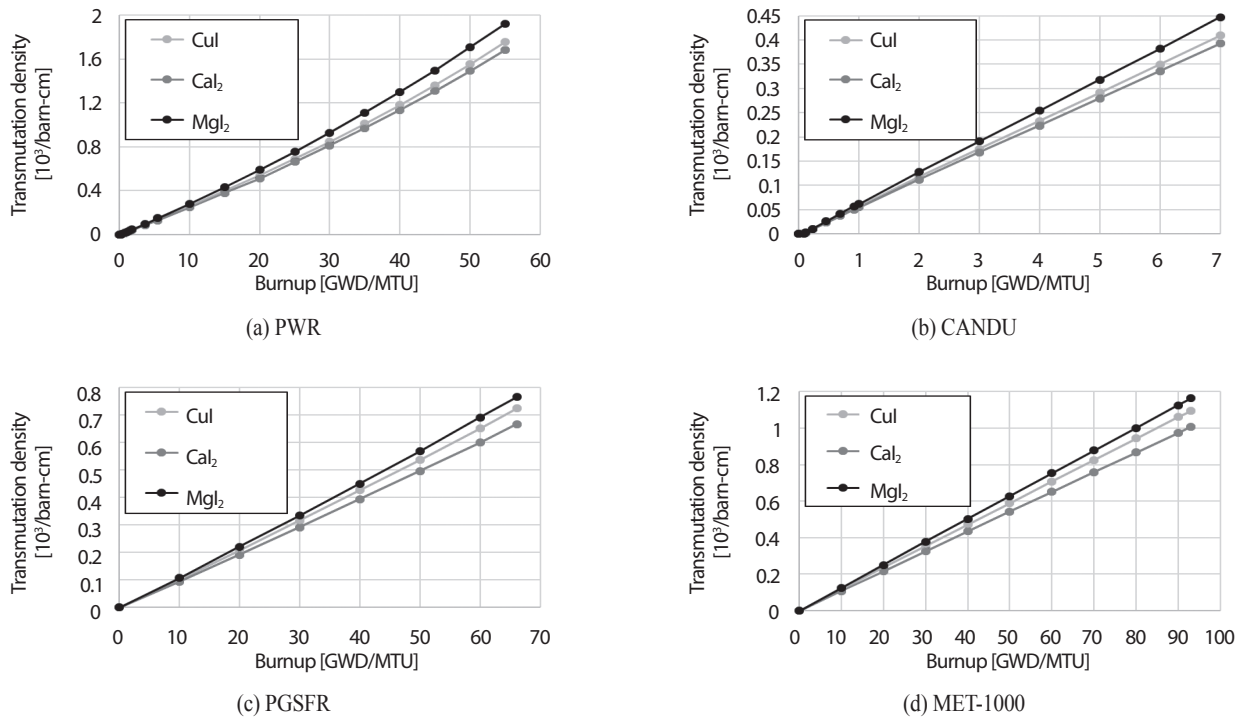 2
1.6
1.2
0.8
0.4
0
Transmutation density
[10³/barn-cm]
CuI
CaI₂
MgI₂
0 10 20 30 40 50 60
Burnup [GWD/MTU]
(a) PWR
0.45
0.4
0.35
0.3
0.25
0.2
0.15
0.1
0.05
0
Transmutation density
[10³/barn-cm]
CuI
CaI₂
MgI₂
0 1 2 3 4 5 6 7
Burnup [GWD/MTU]
(b) CANDU
0.8
0.7
0.6
0.5
0.4
0.3
0.2
0.1
0
Transmutation density
[10³/barn-cm]
CuI
CaI₂
MgI₂
0 10 20 30 40 50 60 70
Burnup [GWD/MTU]
(c) PGSFR
1.2
1
0.8
0.6
0.4
0.2
0
Transmutation density
[10³/barn-cm]
CuI
CaI₂
MgI₂
0 10 20 30 40 50 60 70 80 90 100
Burnup [GWD/MTU]
(d) MET-1000